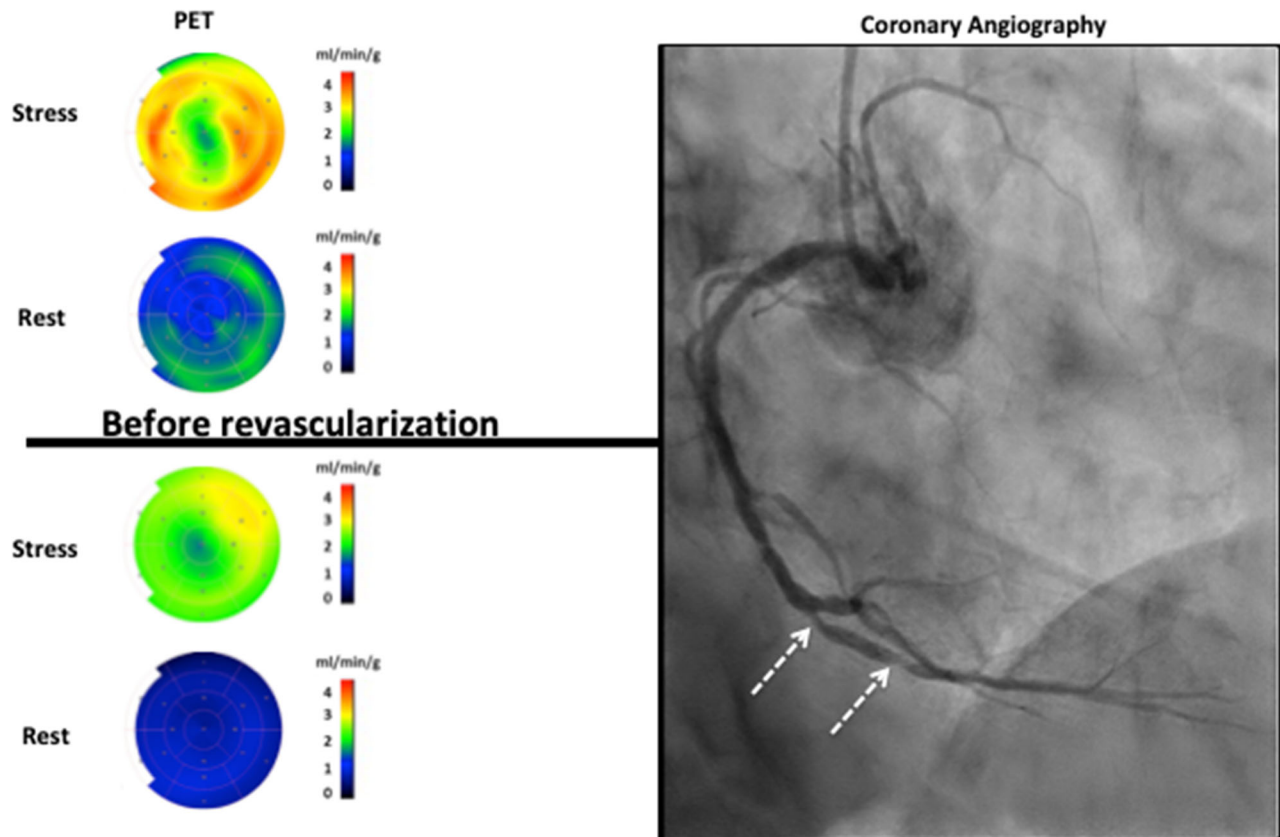 PET
Coronary Angiography
ml/min/g
Stress
4
3
2
1
0
ml/min/g
Rest
4
3
2
1
0
Before revascularization
ml/min/g
Stress
4
3
2
1
0
ml/min/g
Rest
4
3
2
1
0